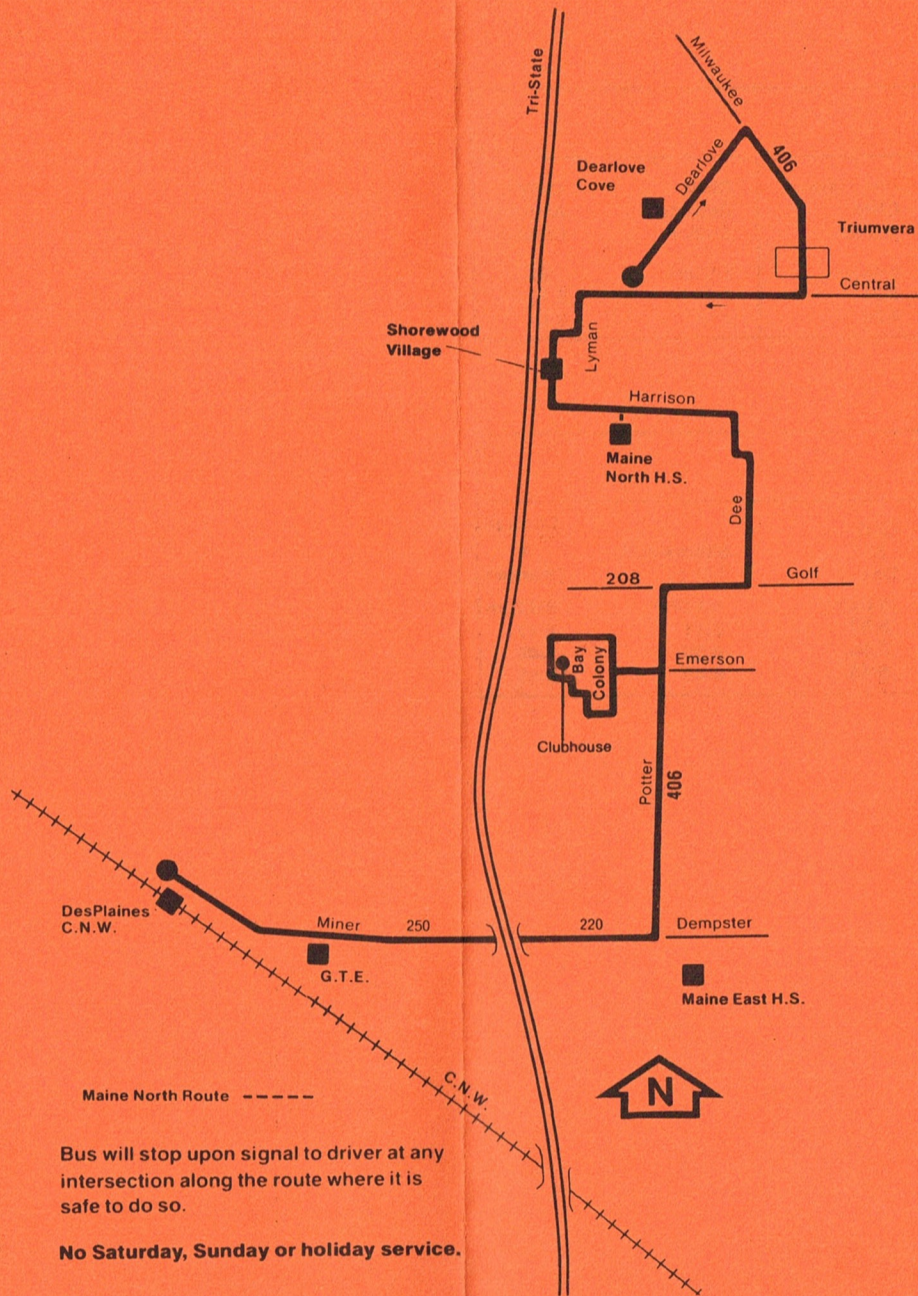 Tri-State
Milwaukee
Dearlove
406
Dearlove
Cove
Triumvera
Central
Shorewood
Village
Lyman
Harrison
Maine
North H.S.
Dee
208
Golf
Bay
Colony
Emerson
Clubhouse
Potter
406
DesPlaines
C.N.W.
Miner
250
220
Dempster
G.T.E.
Maine East H.S.
N
C.N.W.
Maine North Route
Bus will stop upon signal to driver at any
intersection along the route where it is
safe to do so.
No Saturday, Sunday or holiday service.